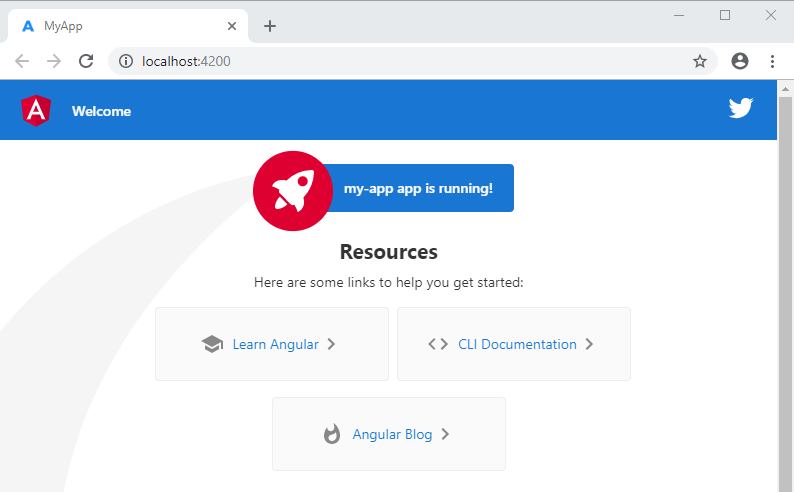 MyApp
localhost:4200
Welcome
my-app app is running!
Resources
Here are some links to help you get started:
Learn Angular
CLI Documentation
Angular Blog